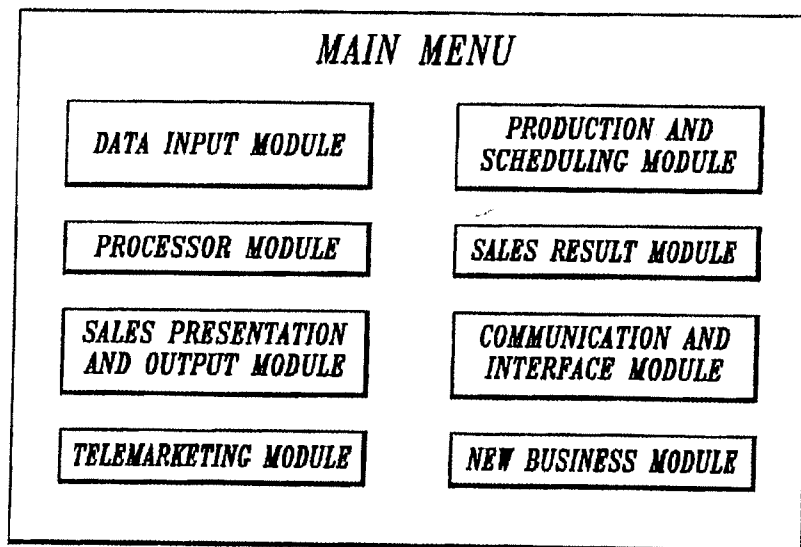 MAIN MENU
DATA INPUT MODULE
PRODUCTION AND
SCHEDULING MODULE
PROCESSOR MODULE
SALES RESULT MODULE
SALES PRESENTATION
AND OUTPUT MODULE
COMMUNICATION AND
INTERFACE MODULE
TELEMARKETING MODULE
NEW BUSINESS MODULE